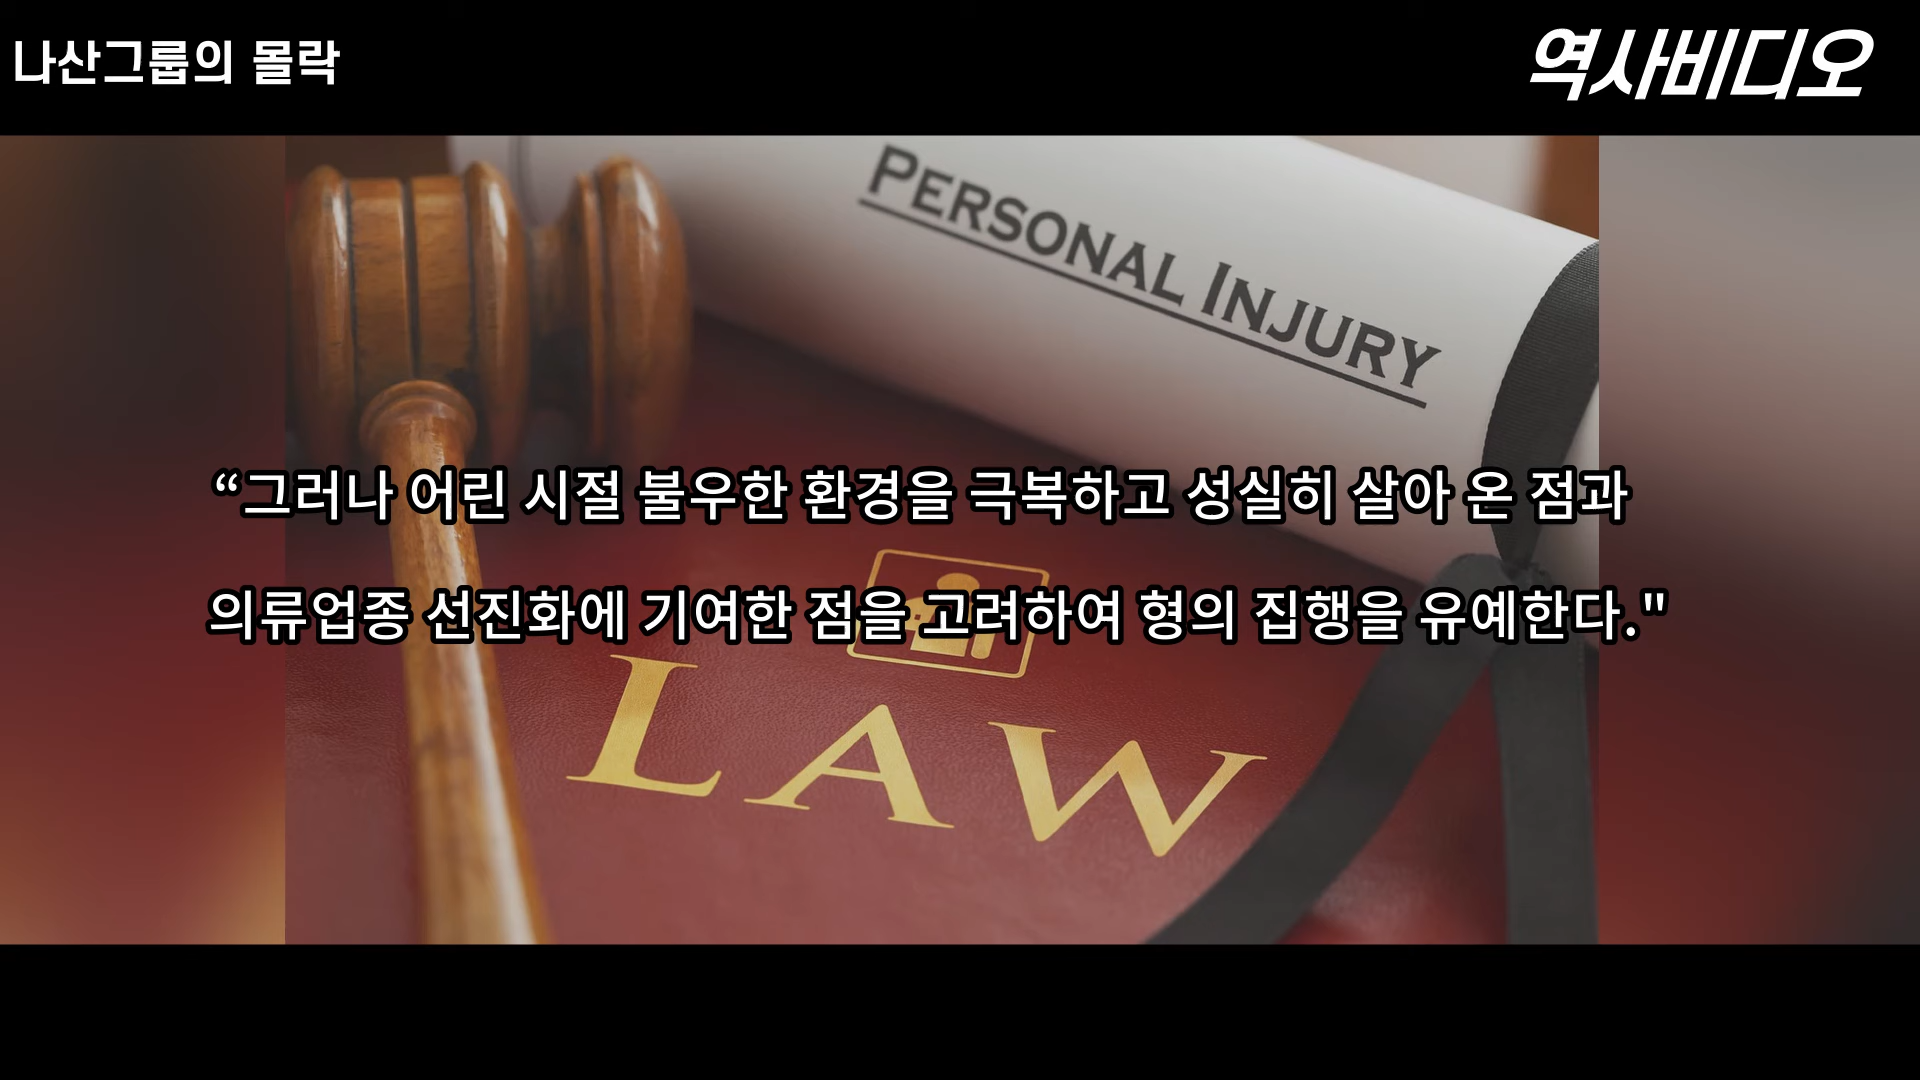 나산그룹의 몰락
역사비디오
PERSONAL INJURY
“그러나 어린 시절 불우한 환경을 극복하고 성실히 살아 온 점과
의류업종 선진화에 기여한 점을 고려하여 형의 집행을 유예한다."
LAW